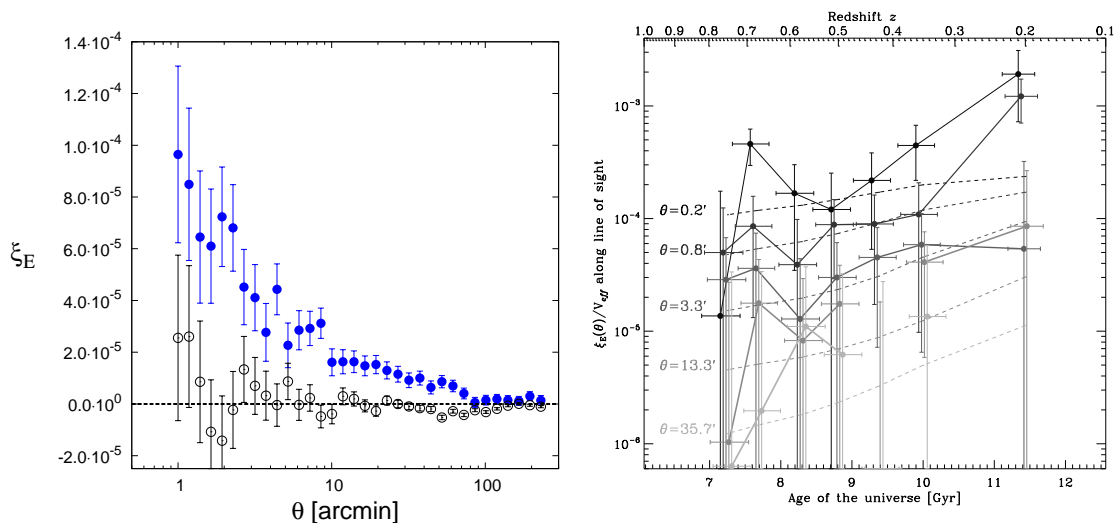 1.4·10⁻⁴
1.2·10⁻⁴
1.0·10⁻⁴
8.0·10⁻⁵
6.0·10⁻⁵
4.0·10⁻⁵
2.0·10⁻⁵
0.0·10⁰
-2.0·10⁻⁵
ξE
1 10 100
θ [arcmin]
Redshift z
1.0 0.9 0.8 0.7 0.6 0.5 0.4 0.3 0.2 0.1
10⁻³
10⁻⁴
10⁻⁵
10⁻⁶
ξE(θ)/Veff along line of sight
θ=0.2'
θ=0.8'
θ=3.3'
θ=13.3'
θ=35.7'
7 8 9 10 11 12
Age of the universe [Gyr]